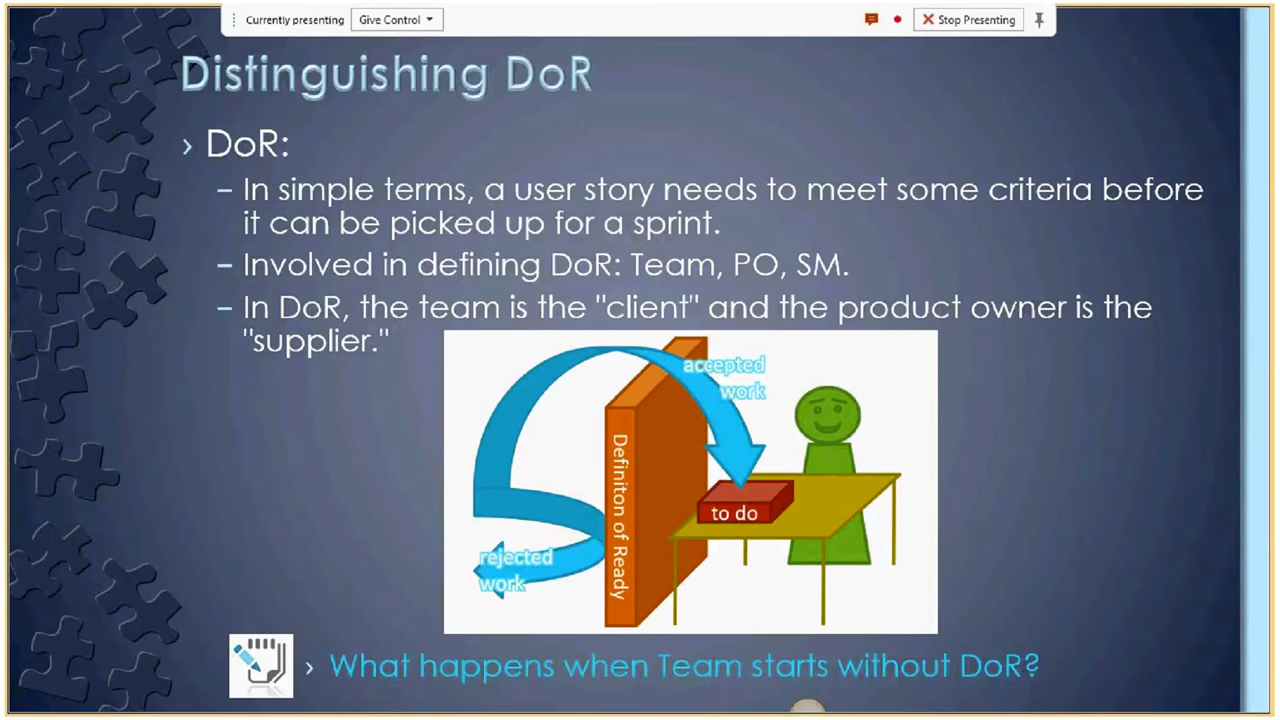 Currently presenting Give Control Stop Presenting
Distinguishing DoR
› DoR:
– In simple terms, a user story needs to meet some criteria before
it can be picked up for a sprint.
– Involved in defining DoR: Team, PO, SM.
– In DoR, the team is the "client" and the product owner is the
"supplier."
accepted
work
Definiton of Ready
to do
rejected
work
› What happens when Team starts without DoR?